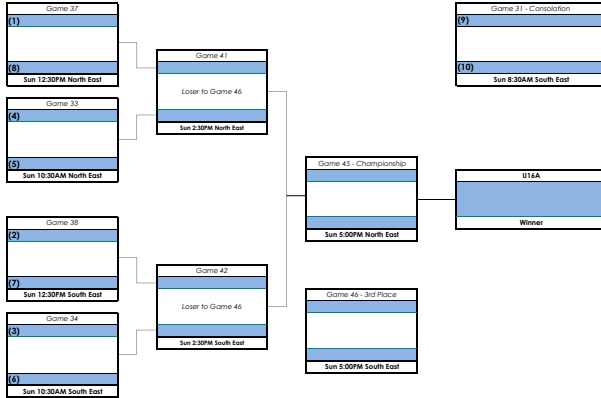 Game 37
(1)
(8)
Sun 12:30PM North East
Game 33
(4)
(5)
Sun 10:30AM North East
Game 41
Loser to Game 46
Sun 2:30PM North East
Game 38
(2)
(7)
Sun 12:30PM South East
Game 34
(3)
(6)
Sun 10:30AM South East
Game 42
Loser to Game 46
Sun 2:30PM South East
Game 45 - Championship
Sun 5:00PM North East
Game 46 - 3rd Place
Sun 5:00PM South East
Game 31 - Consolation
(9)
(10)
Sun 8:30AM South East
U16A
Winner